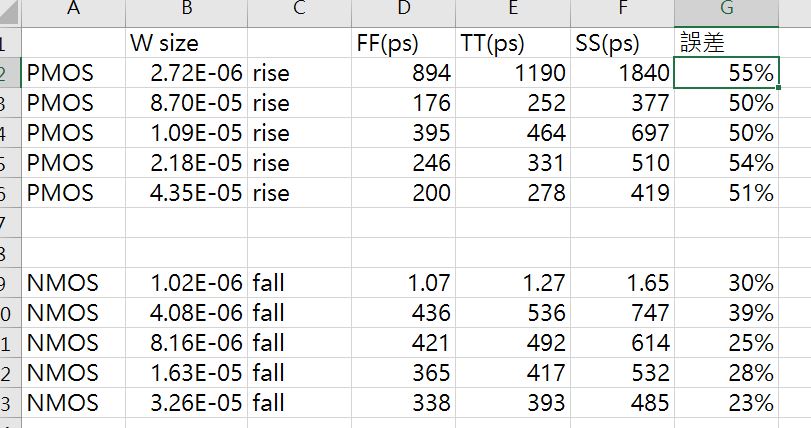 A B C D E F G
1 W size FF(ps) TT(ps) SS(ps) 誤差
2 PMOS 2.72E-06 rise 894 1190 1840 55%
3 PMOS 8.70E-05 rise 176 252 377 50%
4 PMOS 1.09E-05 rise 395 464 697 50%
5 PMOS 2.18E-05 rise 246 331 510 54%
6 PMOS 4.35E-05 rise 200 278 419 51%
7
8
9 NMOS 1.02E-06 fall 1.07 1.27 1.65 30%
0 NMOS 4.08E-06 fall 436 536 747 39%
1 NMOS 8.16E-06 fall 421 492 614 25%
2 NMOS 1.63E-05 fall 365 417 532 28%
3 NMOS 3.26E-05 fall 338 393 485 23%